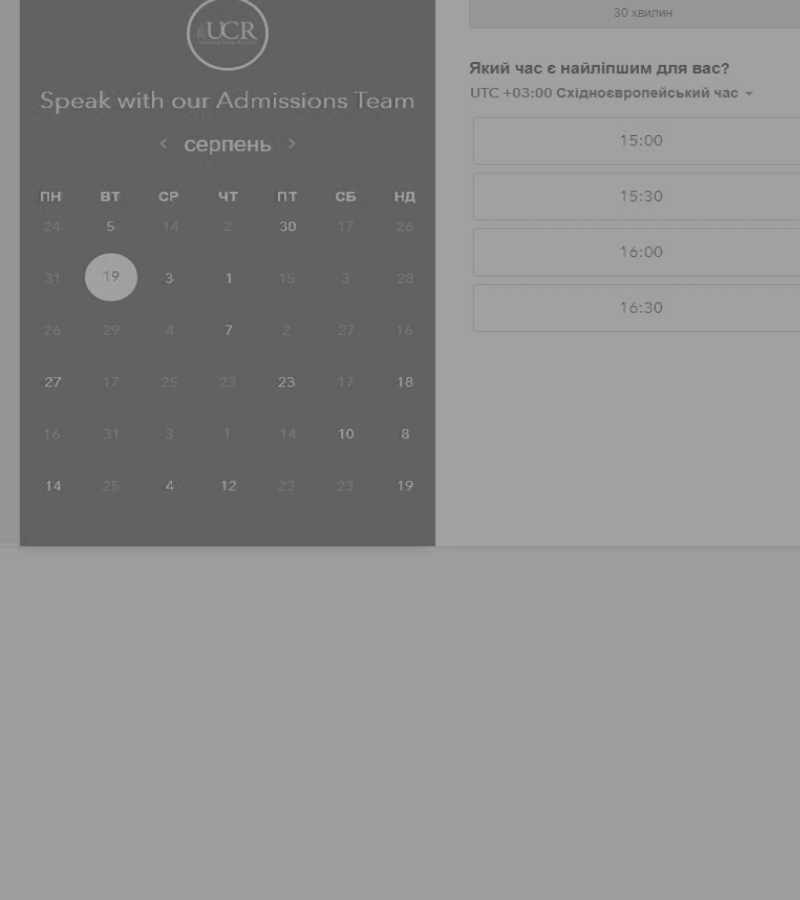 UCR
Speak with our Admissions Team
‹ серпень ›
ПН ВТ СР ЧТ ПТ СБ НД
24 5 14 2 30 17 26
31 19 3 1 15 3 28
26 29 4 7 2 27 16
27 17 25 23 23 17 18
16 31 3 1 14 10 8
14 25 4 12 23 23 19
30 хвилин
Який час є найліпшим для вас?
UTC +03:00 Східноєвропейський час
15:00
15:30
16:00
16:30